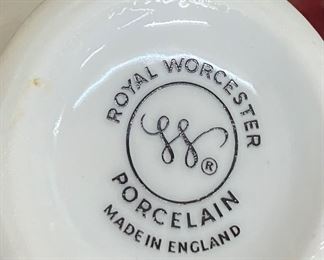 ROYAL WORCESTER
®
PORCELAIN
MADE IN ENGLAND